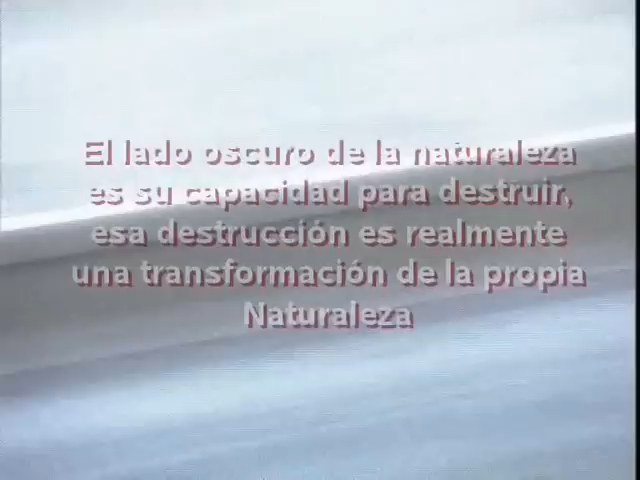 El lado oscuro de la naturaleza
es su capacidad para destruir,
esa destrucción es realmente
una transformación de la propia
Naturaleza